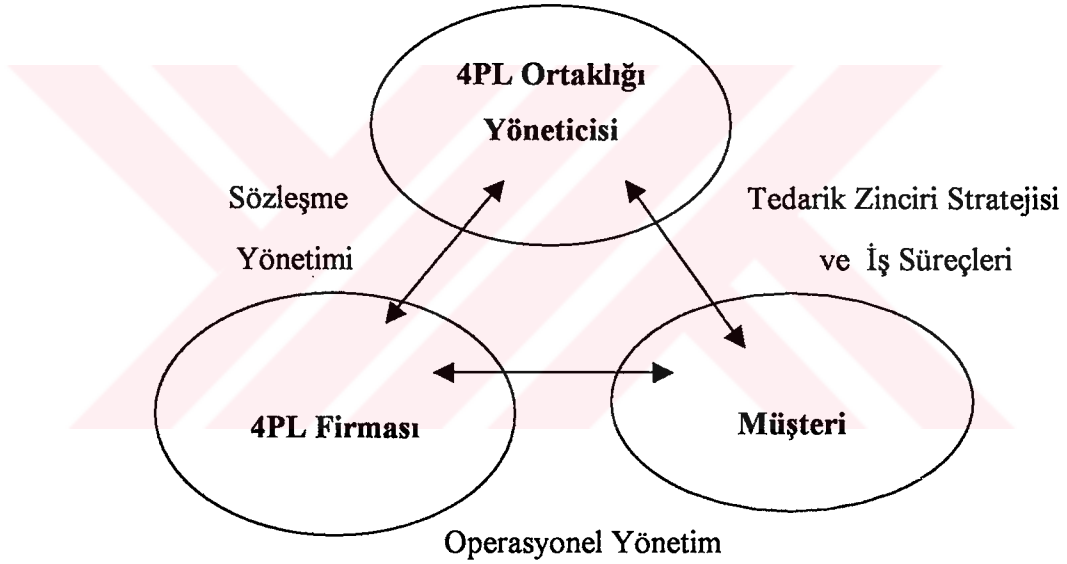 4PL Ortaklığı
Yöneticisi
Sözleşme
Yönetimi
Tedarik Zinciri Stratejisi
ve İş Süreçleri
4PL Firması
Müşteri
Operasyonel Yönetim